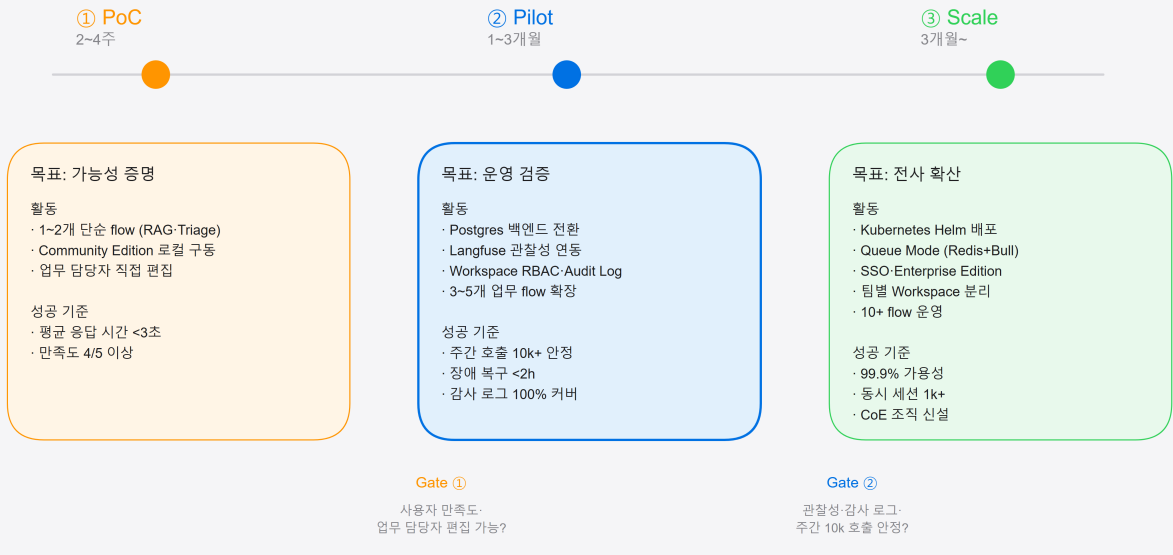 ① PoC
2~4주
② Pilot
1~3개월
③ Scale
3개월~
목표: 가능성 증명
활동
· 1~2개 단순 flow (RAG·Triage)
· Community Edition 로컬 구동
· 업무 담당자 직접 편집
성공 기준
· 평균 응답 시간 <3초
· 만족도 4/5 이상
목표: 운영 검증
활동
· Postgres 백엔드 전환
· Langfuse 관찰성 연동
· Workspace RBAC·Audit Log
· 3~5개 업무 flow 확장
성공 기준
· 주간 호출 10k+ 안정
· 장애 복구 <2h
· 감사 로그 100% 커버
목표: 전사 확산
활동
· Kubernetes Helm 배포
· Queue Mode (Redis+Bull)
· SSO·Enterprise Edition
· 팀별 Workspace 분리
· 10+ flow 운영
성공 기준
· 99.9% 가용성
· 동시 세션 1k+
· CoE 조직 신설
Gate ①
사용자 만족도·
업무 담당자 편집 가능?
Gate ②
관찰성·감사 로그·
주간 10k 호출 안정?